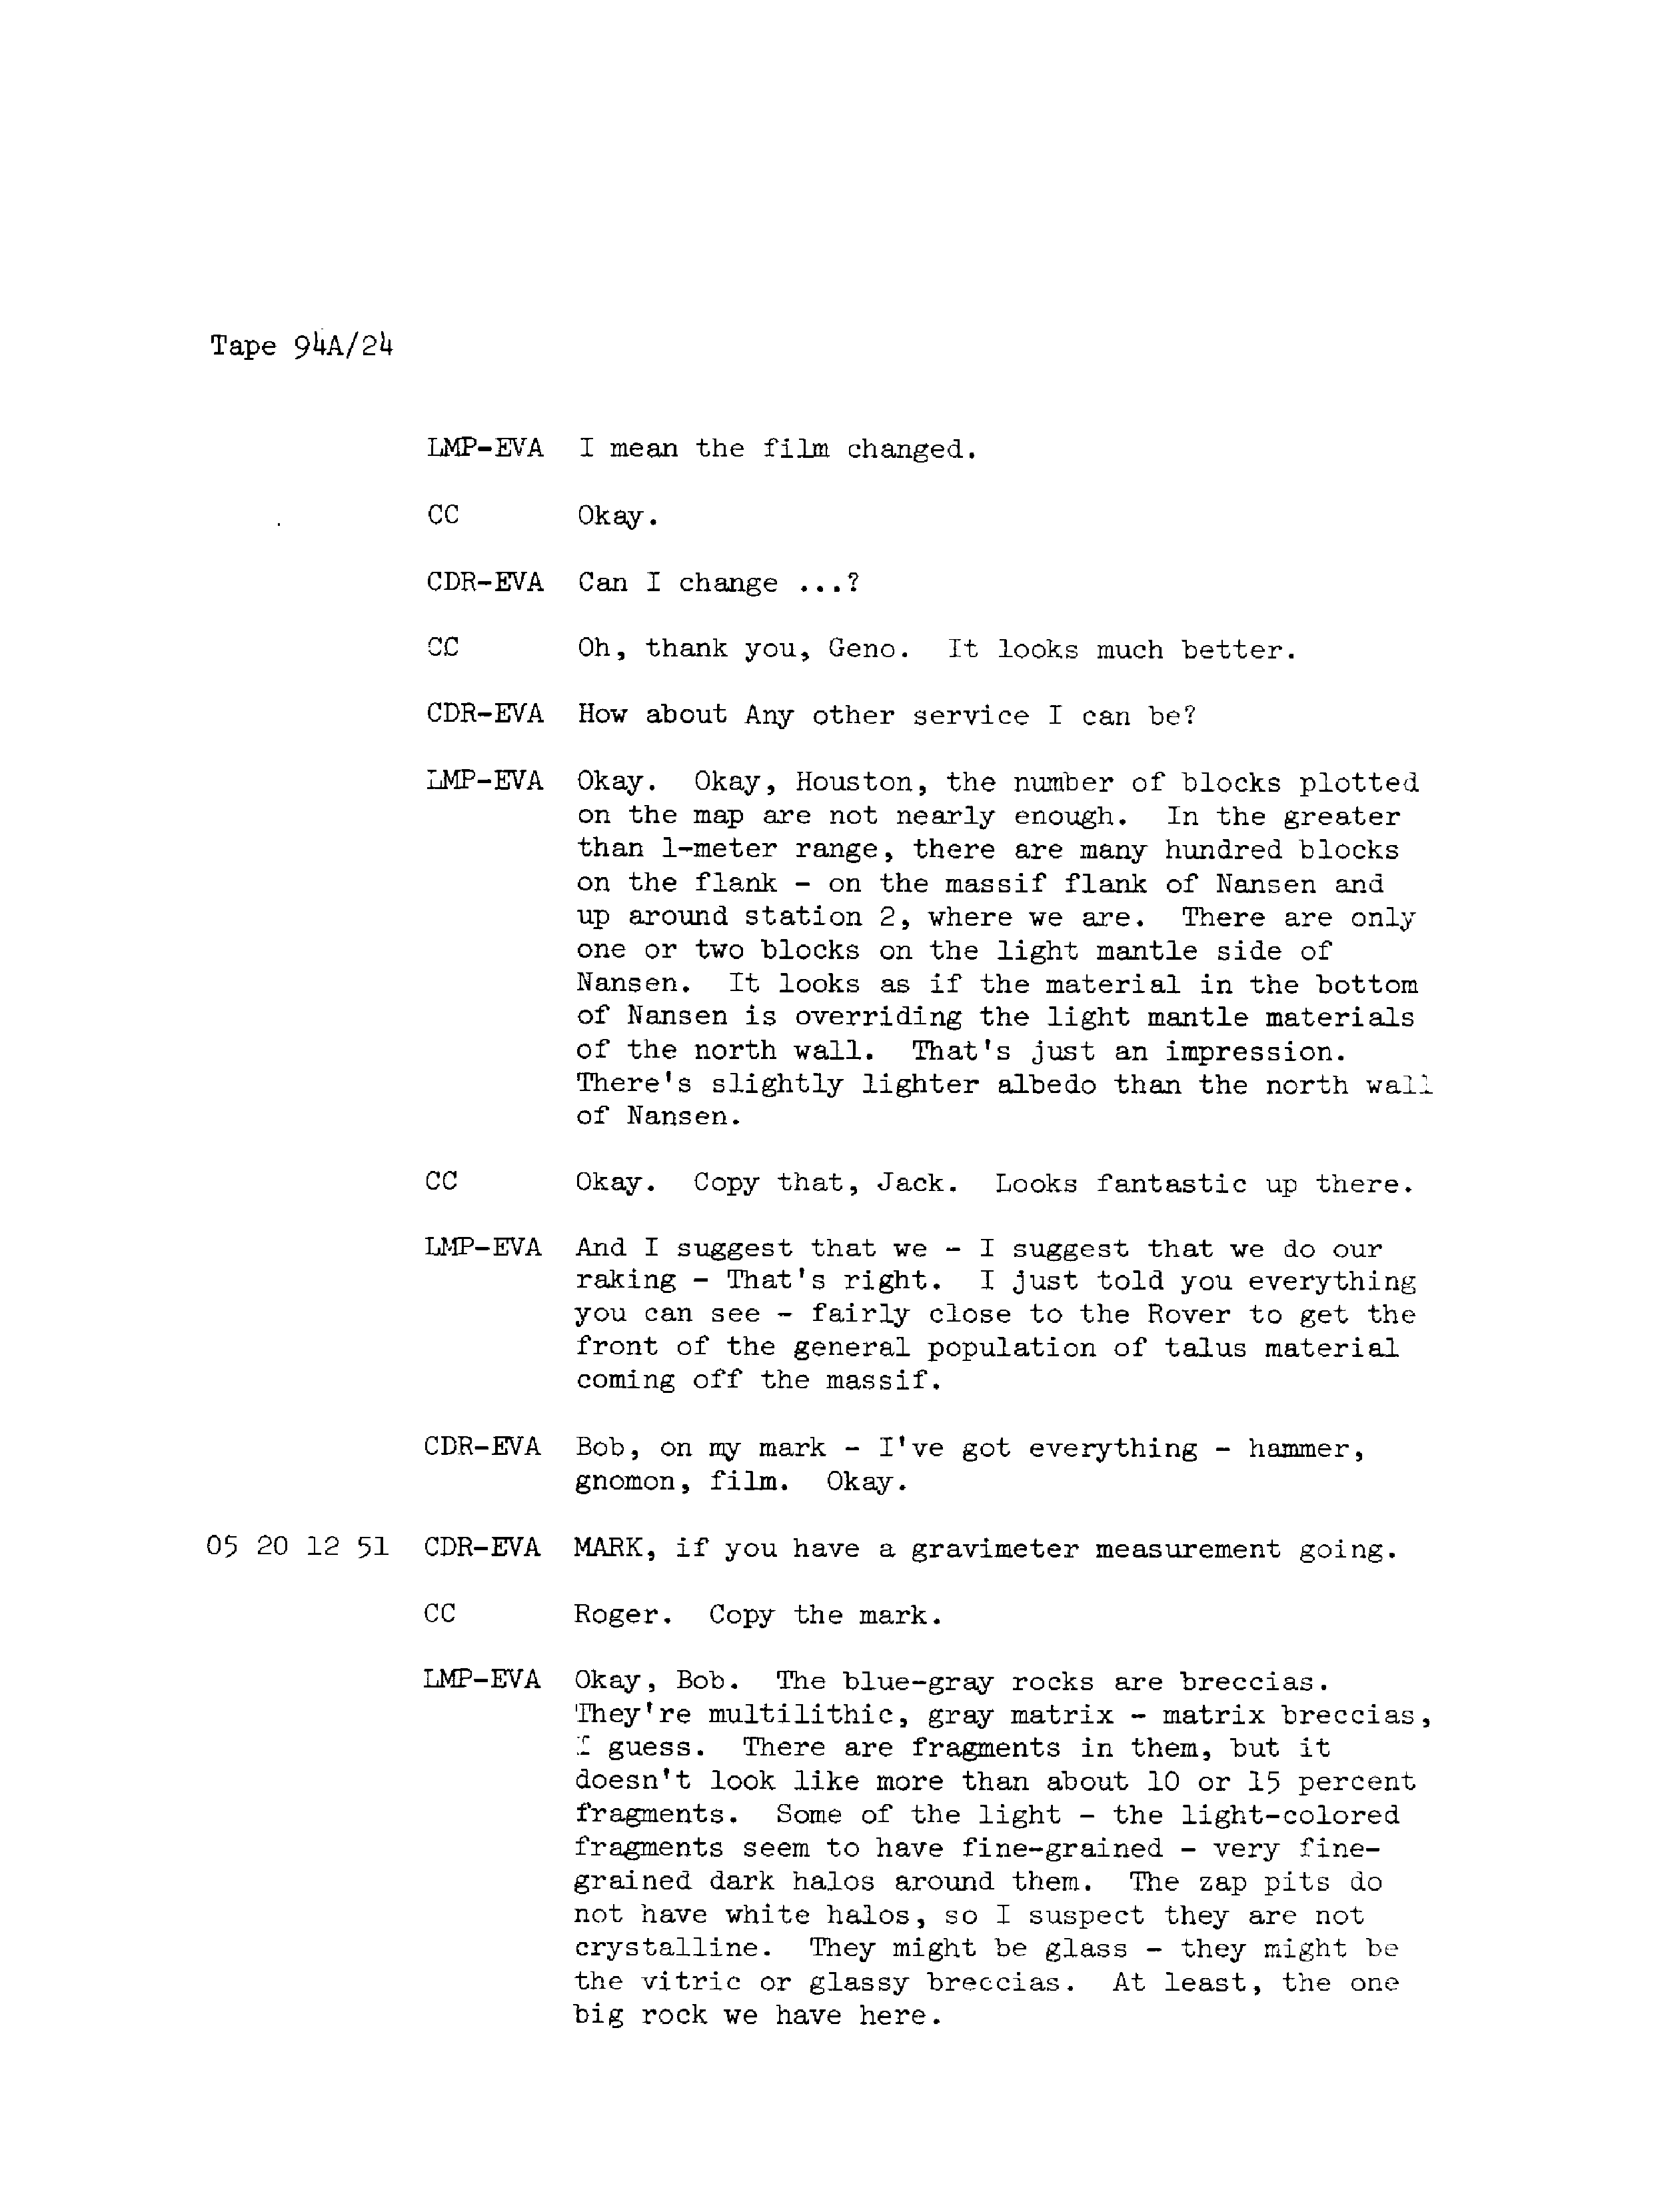 Tape 94A/24
LMP-EVA I mean the film changed.
CC Okay.
CDR-EVA Can I change ...?
CC Oh, thank you, Geno. It looks much better.
CDR-EVA How about Any other service I can be?
LMP-EVA Okay. Okay, Houston, the number of blocks plotted
on the map are not nearly enough. In the greater
than 1-meter range, there are many hundred blocks
on the flank - on the massif flank of Nansen and
up around station 2, where we are. There are only
one or two blocks on the light mantle side of
Nansen. It looks as if the material in the bottom
of Nansen is overriding the light mantle materials
of the north wall. That's just an impression.
There's slightly lighter albedo than the north wall
of Nansen.
CC Okay. Copy that, Jack. Looks fantastic up there.
LMP-EVA And I suggest that we - I suggest that we do our
raking - That's right. I just told you everything
you can see - fairly close to the Rover to get the
front of the general population of talus material
coming off the massif.
CDR-EVA Bob, on my mark - I've got everything - hammer,
gnomon, film. Okay.
05 20 12 51 CDR-EVA MARK, if you have a gravimeter measurement going.
CC Roger. Copy the mark.
LMP-EVA Okay, Bob. The blue-gray rocks are breccias.
They're multilithic, gray matrix - matrix breccias,
I guess. There are fragments in them, but it
doesn't look like more than about 10 or 15 percent
fragments. Some of the light - the light-colored
fragments seem to have fine-grained - very fine-
grained dark halos around them. The zap pits do
not have white halos, so I suspect they are not
crystalline. They might be glass - they might be
the vitric or glassy breccias. At least, the one
big rock we have here.